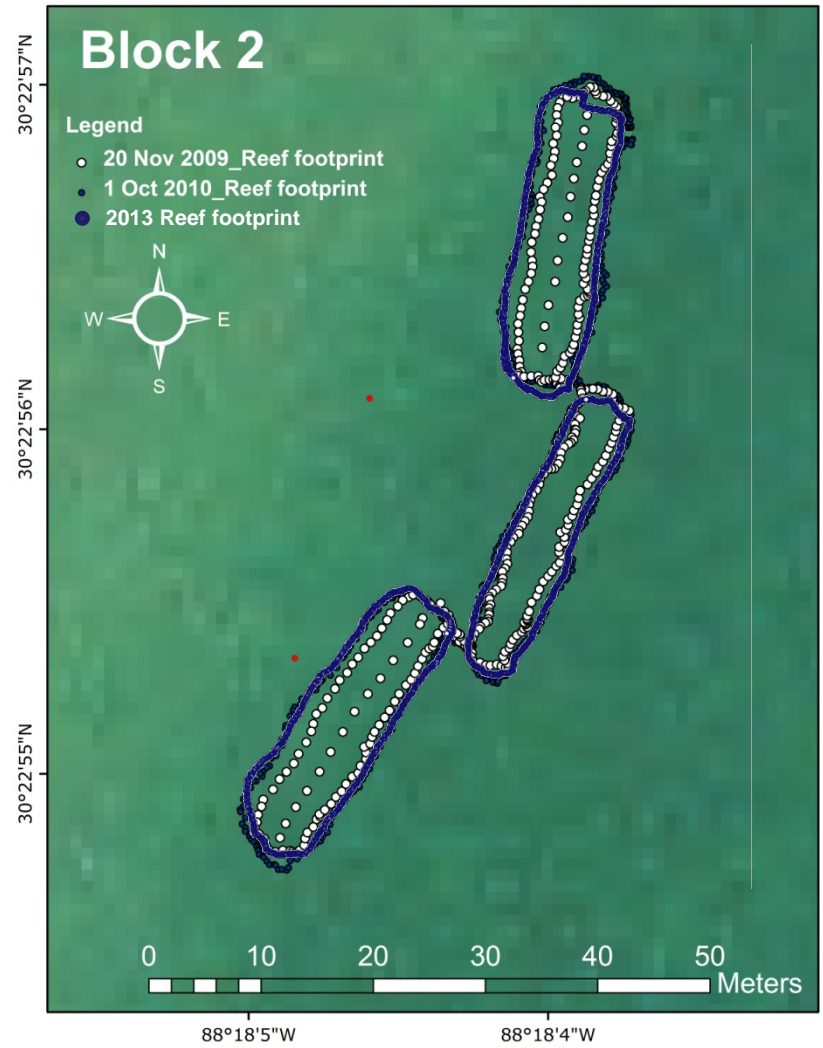 Block 2
Legend
20 Nov 2009_Reef footprint
1 Oct 2010_Reef footprint
2013 Reef footprint
N
W E
S
30°22'57"N
30°22'56"N
30°22'55"N
0 10 20 30 40 50
Meters
88°18'5"W 88°18'4"W